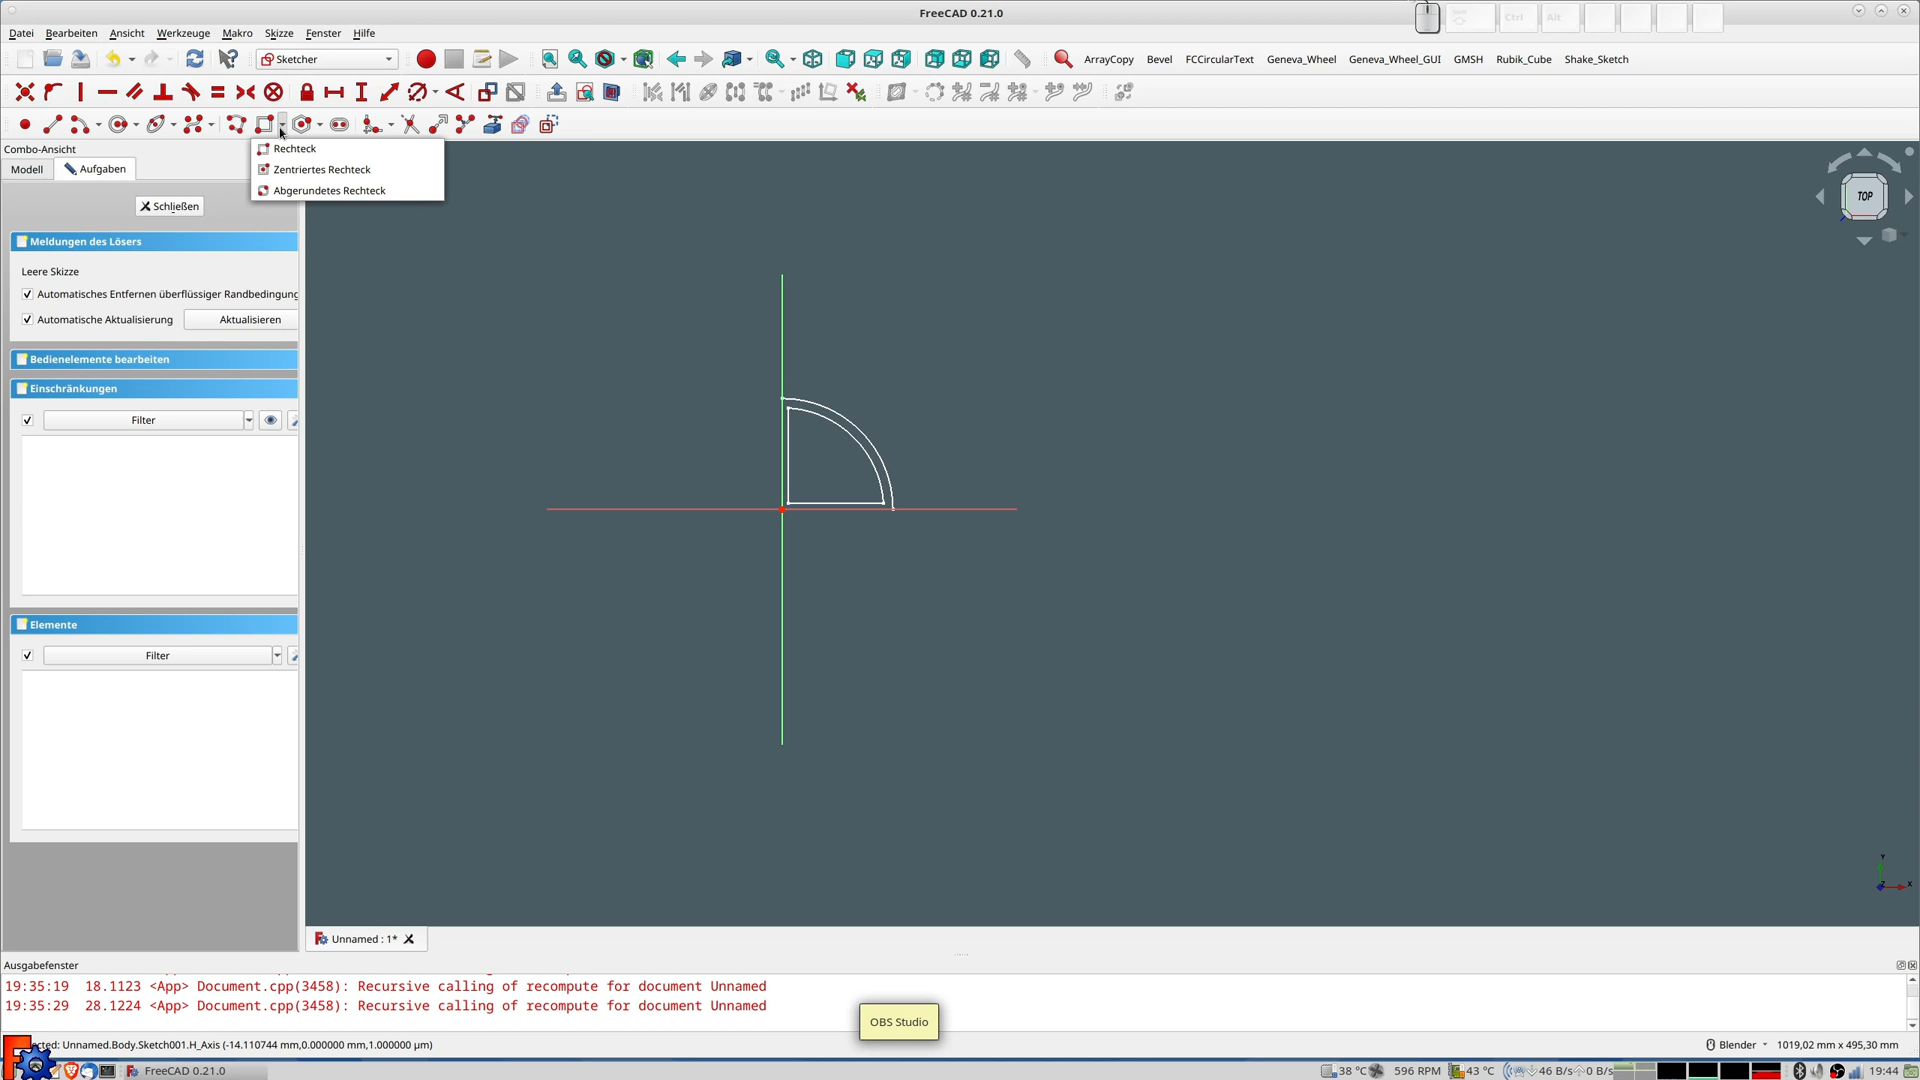 FreeCAD 0.21.0
Ctrl Alt
Datei Bearbeiten Ansicht Werkzeuge Makro Skizze Fenster Hilfe
Sketcher
ArrayCopy Bevel FCCircularText Geneva_Wheel Geneva_Wheel_GUI GMSH Rubik_Cube Shake_Sketch
Combo-Ansicht
Modell Aufgaben
Rechteck
Zentriertes Rechteck
Abgerundetes Rechteck
Schließen
TOP
Meldungen des Lösers
Leere Skizze
Automatisches Entfernen überflüssiger Randbedingung
Automatische Aktualisierung Aktualisieren
Bedienelemente bearbeiten
Einschränkungen
Filter
Elemente
Filter
Y
Z X
Unnamed : 1*
Ausgabefenster
19:35:19 18.1123 <App> Document.cpp(3458): Recursive calling of recompute for document Unnamed
19:35:29 28.1224 <App> Document.cpp(3458): Recursive calling of recompute for document Unnamed
OBS Studio
cted: Unnamed.Body.Sketch001.H_Axis (-14.110744 mm,0.000000 mm,1.000000 µm)
Blender 1019,02 mm x 495,30 mm
FreeCAD 0.21.0
38 °C 596 RPM 43 °C 46 B/s 0 B/s 19:44